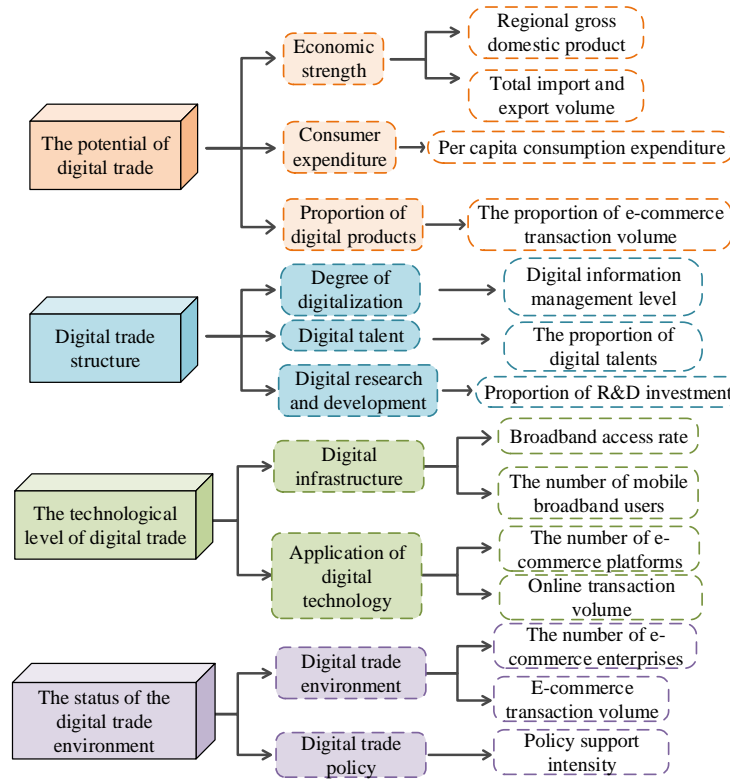 The potential of
digital trade
Economic
strength
Regional gross
domestic product
Total import and
export volume
Consumer
expenditure
Per capita consumption expenditure
Proportion of
digital products
The proportion of e-commerce
transaction volume
Digital trade
structure
Degree of
digitalization
Digital information
management level
Digital talent
The proportion of
digital talents
Digital research
and development
Proportion of R&D investment
The technological
level of digital trade
Digital
infrastructure
Broadband access rate
The number of mobile
broadband users
Application of
digital
technology
The number of e-
commerce platforms
Online transaction
volume
The status of the
digital trade
environment
Digital trade
environment
The number of e-
commerce enterprises
E-commerce
transaction volume
Digital trade
policy
Policy support
intensity